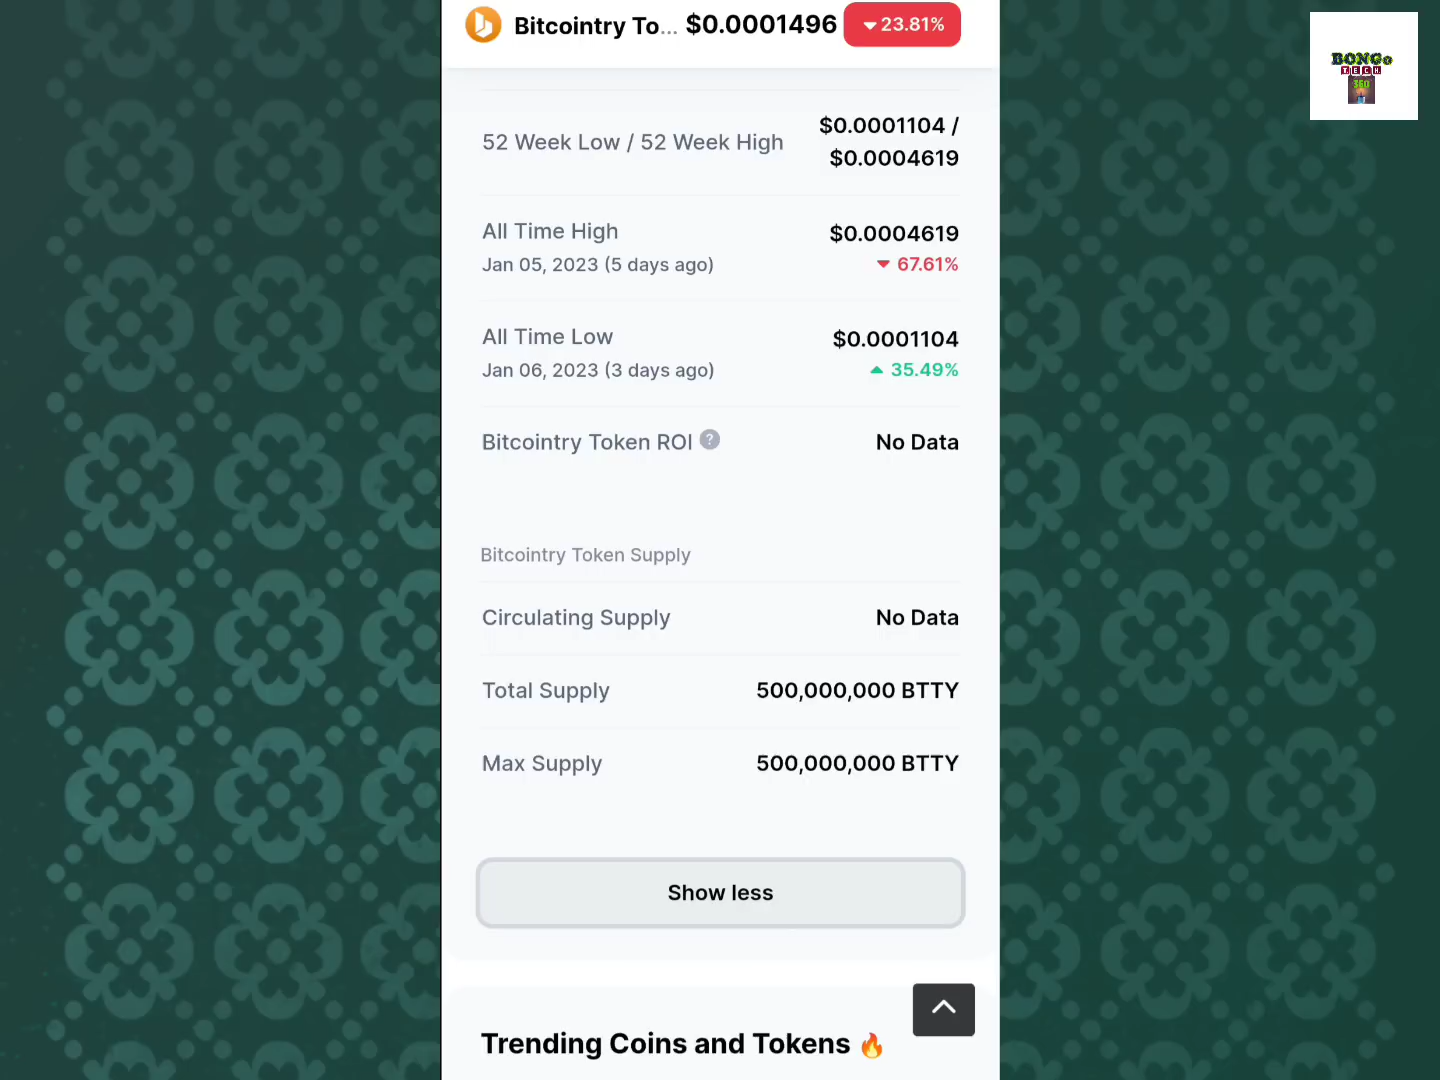 Bitcointry To... $0.0001496 23.81%
BONGO
TECH
360
52 Week Low / 52 Week High $0.0001104 /
$0.0004619
All Time High $0.0004619
Jan 05, 2023 (5 days ago) 67.61%
All Time Low $0.0001104
Jan 06, 2023 (3 days ago) 35.49%
Bitcointry Token ROI ? No Data
Bitcointry Token Supply
Circulating Supply No Data
Total Supply 500,000,000 BTTY
Max Supply 500,000,000 BTTY
Show less
Trending Coins and Tokens 🔥